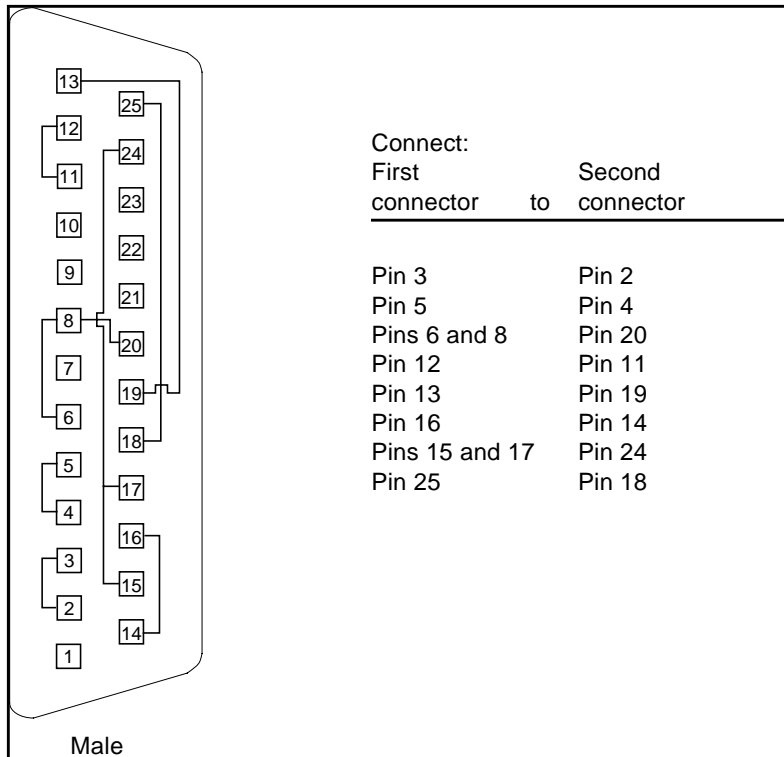 13
25
12
24
11
23
10
22
9
21
8
20
7
19
6
18
5
17
4
16
3
15
2
14
1
Male
Connect:
First Second
connector to connector
Pin 3 Pin 2
Pin 5 Pin 4
Pins 6 and 8 Pin 20
Pin 12 Pin 11
Pin 13 Pin 19
Pin 16 Pin 14
Pins 15 and 17 Pin 24
Pin 25 Pin 18